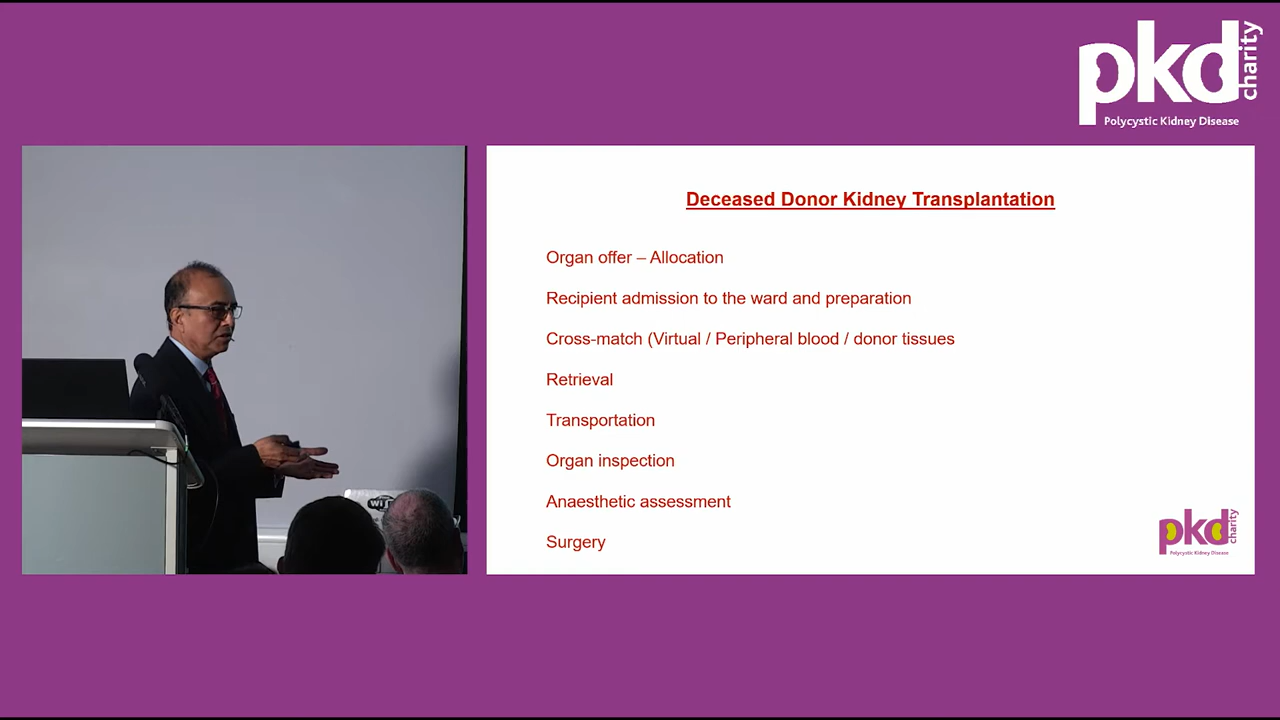 pkd
charity
Polycystic Kidney Disease
Deceased Donor Kidney Transplantation
Organ offer – Allocation
Recipient admission to the ward and preparation
Cross-match (Virtual / Peripheral blood / donor tissues
Retrieval
Transportation
Organ inspection
Anaesthetic assessment
Surgery
pkd
charity
Polycystic Kidney Disease